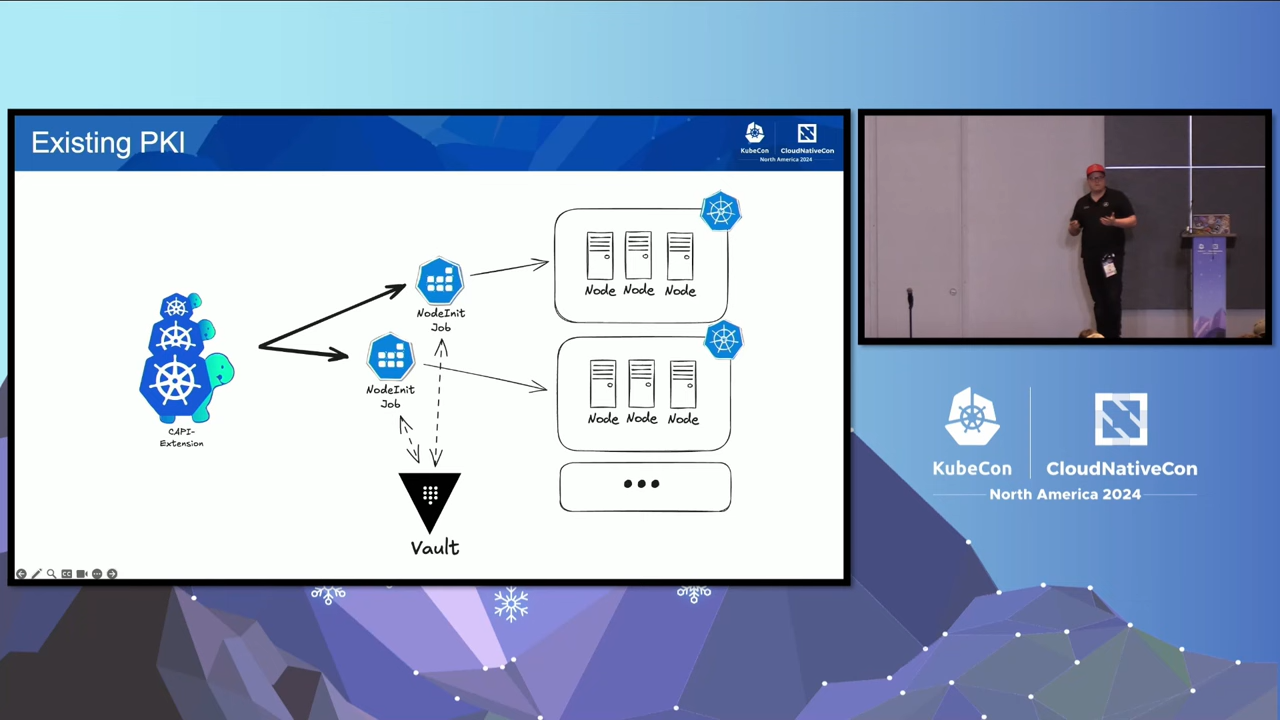 Existing PKI
KubeCon
CloudNativeCon
North America 2024
CAPI-
Extension
NodeInit
Job
NodeInit
Job
Vault
Node Node Node
Node Node Node
KubeCon
CloudNativeCon
North America 2024